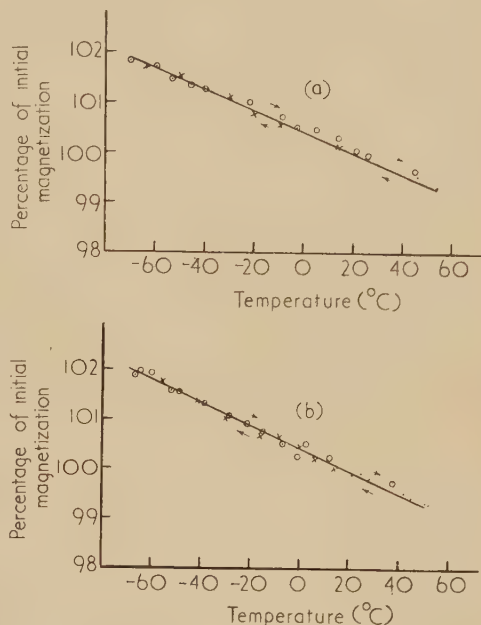 Percentage of initial
magnetization
102
101
100
99
98
(a)
-60 -40 -20 0 20 40 60
Temperature (°C)
Percentage of initial
magnetization
102
101
100
99
98
(b)
-60 -40 -20 0 20 40 60
Temperature (°C)